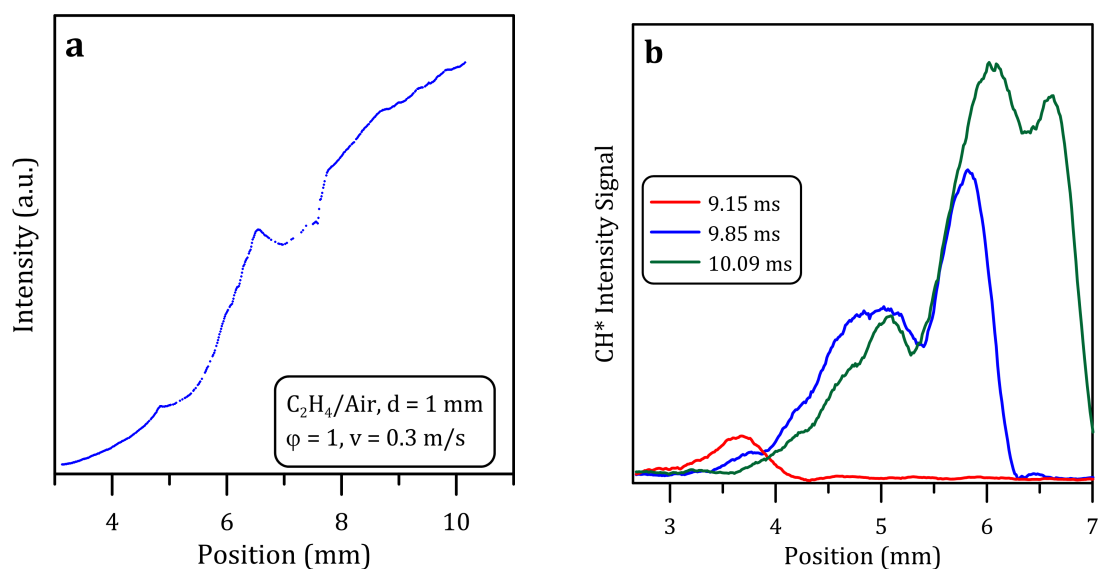 a
Intensity (a.u.)
C₂H₄/Air, d = 1 mm
φ = 1, v = 0.3 m/s
4 6 8 10
Position (mm)
b
CH* Intensity Signal
9.15 ms
9.85 ms
10.09 ms
3 4 5 6 7
Position (mm)